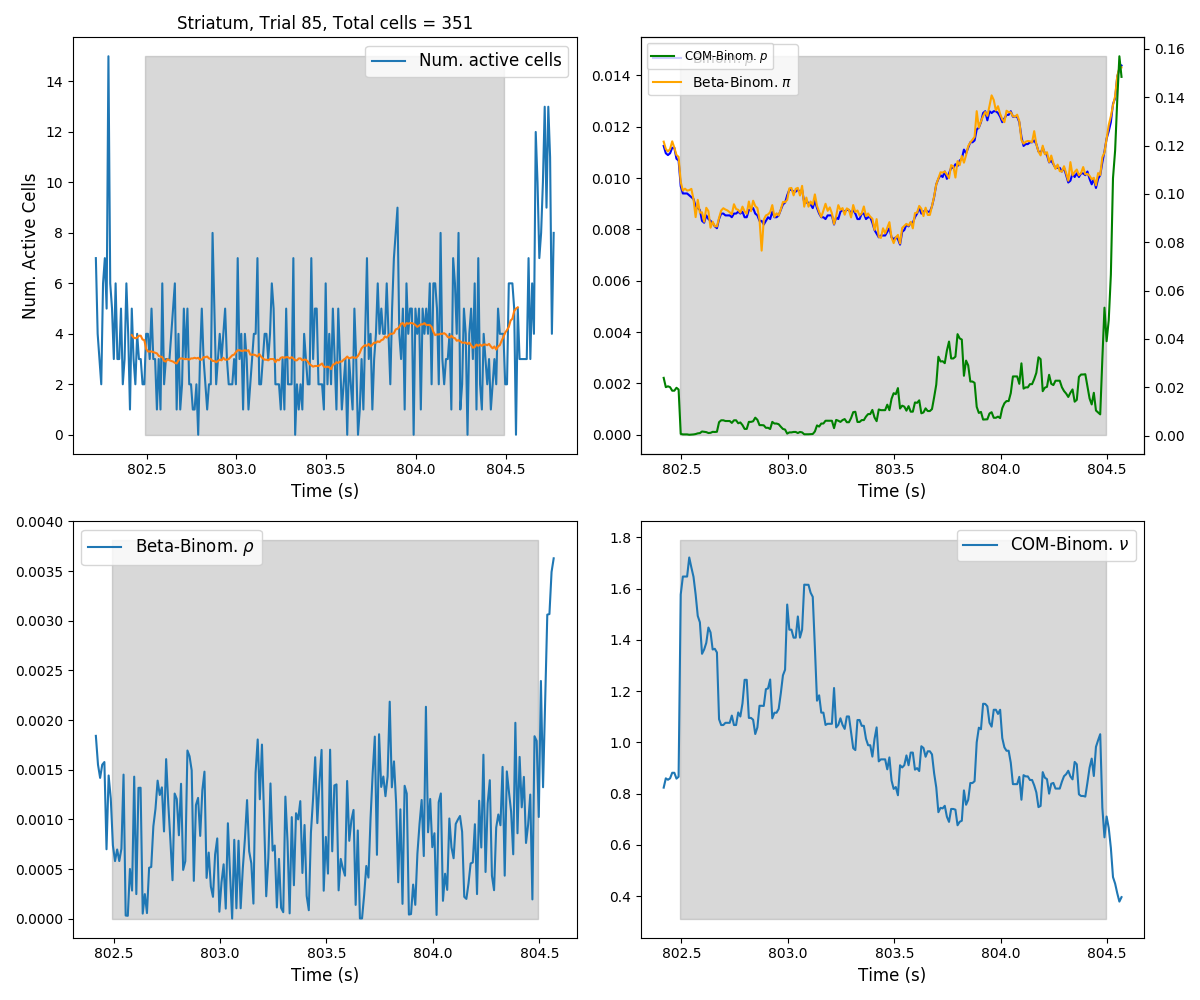 Striatum, Trial 85, Total cells = 351
Num. active cells
14
12
10
8
6
4
2
0
Num. Active Cells
802.5 803.0 803.5 804.0 804.5
Time (s)
COM-Binom. p
Beta-Binom. π
0.014
0.012
0.010
0.008
0.006
0.004
0.002
0.000
0.16
0.14
0.12
0.10
0.08
0.06
0.04
0.02
0.00
802.5 803.0 803.5 804.0 804.5
Time (s)
Beta-Binom. ρ
0.0040
0.0035
0.0030
0.0025
0.0020
0.0015
0.0010
0.0005
0.0000
802.5 803.0 803.5 804.0 804.5
Time (s)
COM-Binom. ν
1.8
1.6
1.4
1.2
1.0
0.8
0.6
0.4
802.5 803.0 803.5 804.0 804.5
Time (s)